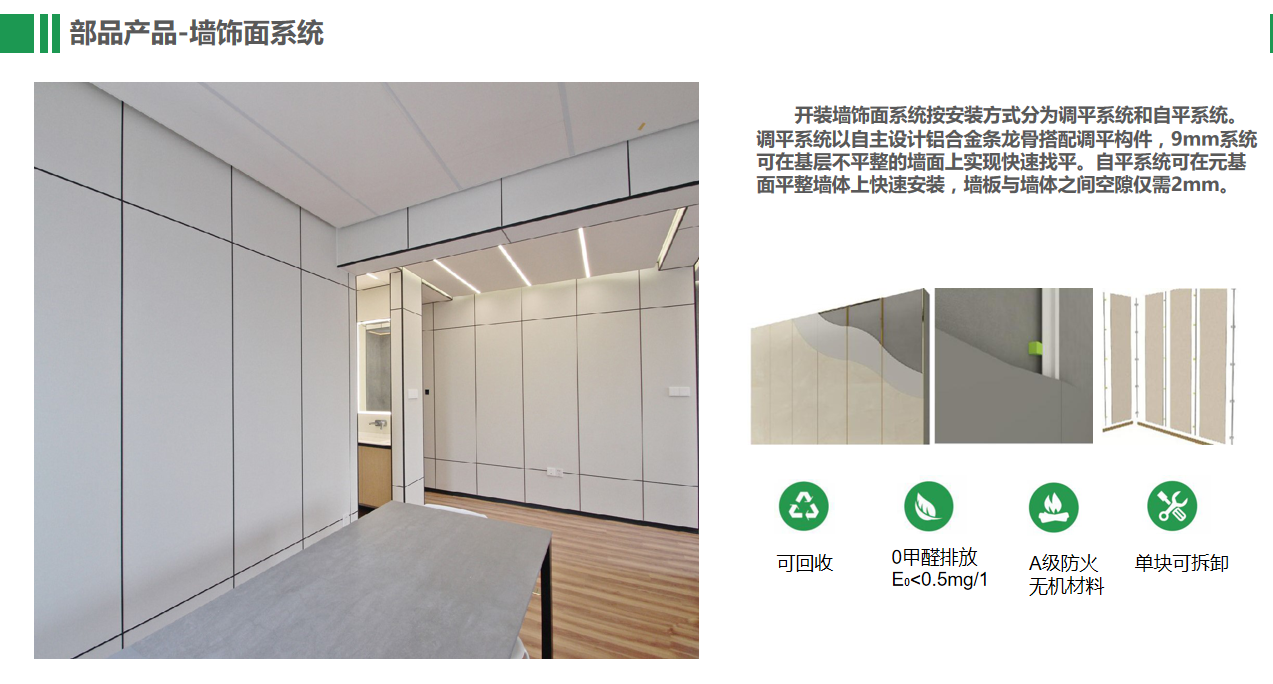 部品产品-墙饰面系统
开装墙饰面系统按安装方式分为调平系统和自平系统。
调平系统以自主设计铝合金条龙骨搭配调平构件，9mm系统
可在基层不平整的墙面上实现快速找平。自平系统可在元基
面平整墙体上快速安装，墙板与墙体之间空隙仅需2mm。
可回收
0甲醛排放
E₀<0.5mg/1
A级防火
无机材料
单块可拆卸